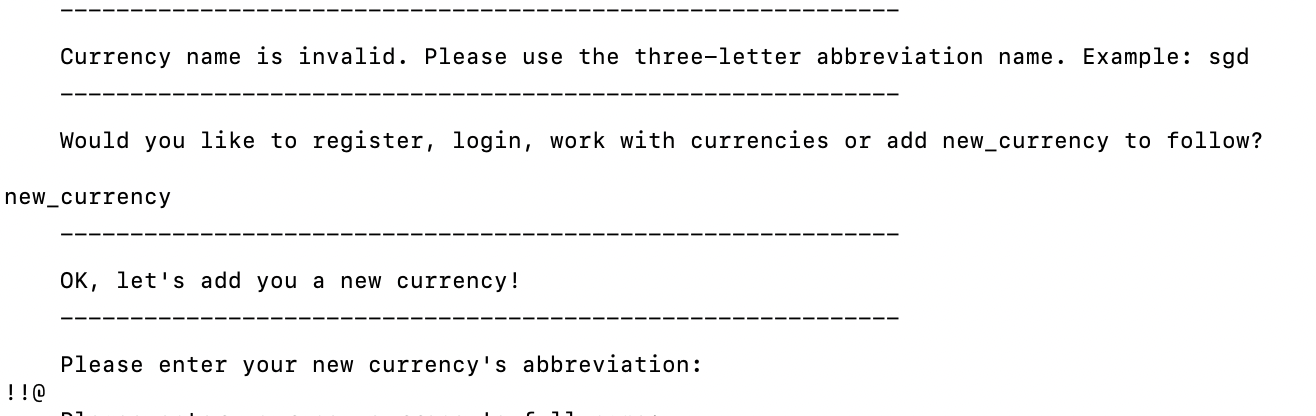 ------------------------------------------------------------
Currency name is invalid. Please use the three-letter abbreviation name. Example: sgd
------------------------------------------------------------
Would you like to register, login, work with currencies or add new_currency to follow?
new_currency
------------------------------------------------------------
OK, let's add you a new currency!
------------------------------------------------------------
Please enter your new currency's abbreviation:
!!@